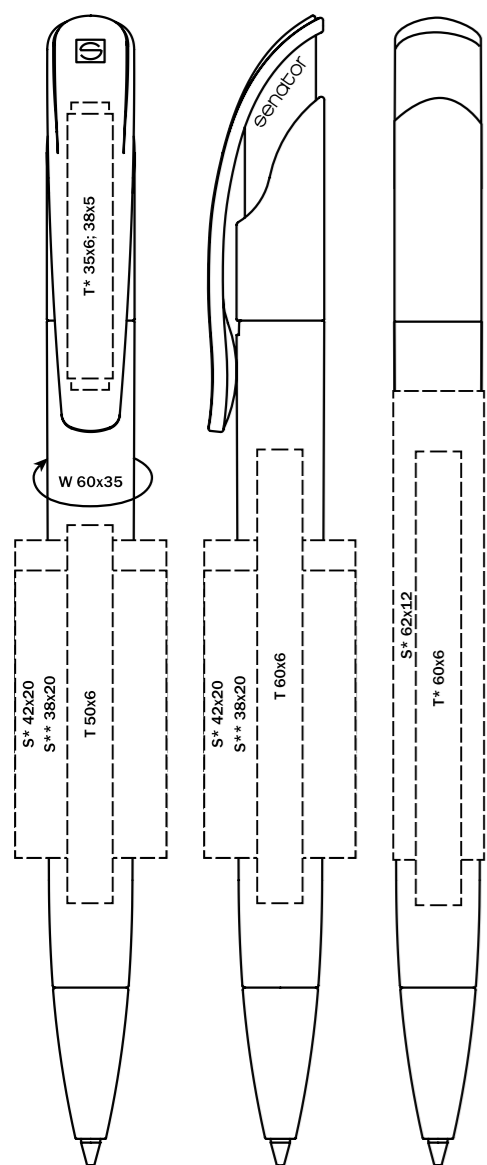 senator
T* 35x6; 38x5
W 60x35
S* 42x20
S** 38x20
T 50x6
S* 42x20
S** 38x20
T 60x6
S* 62x12
T* 60x6